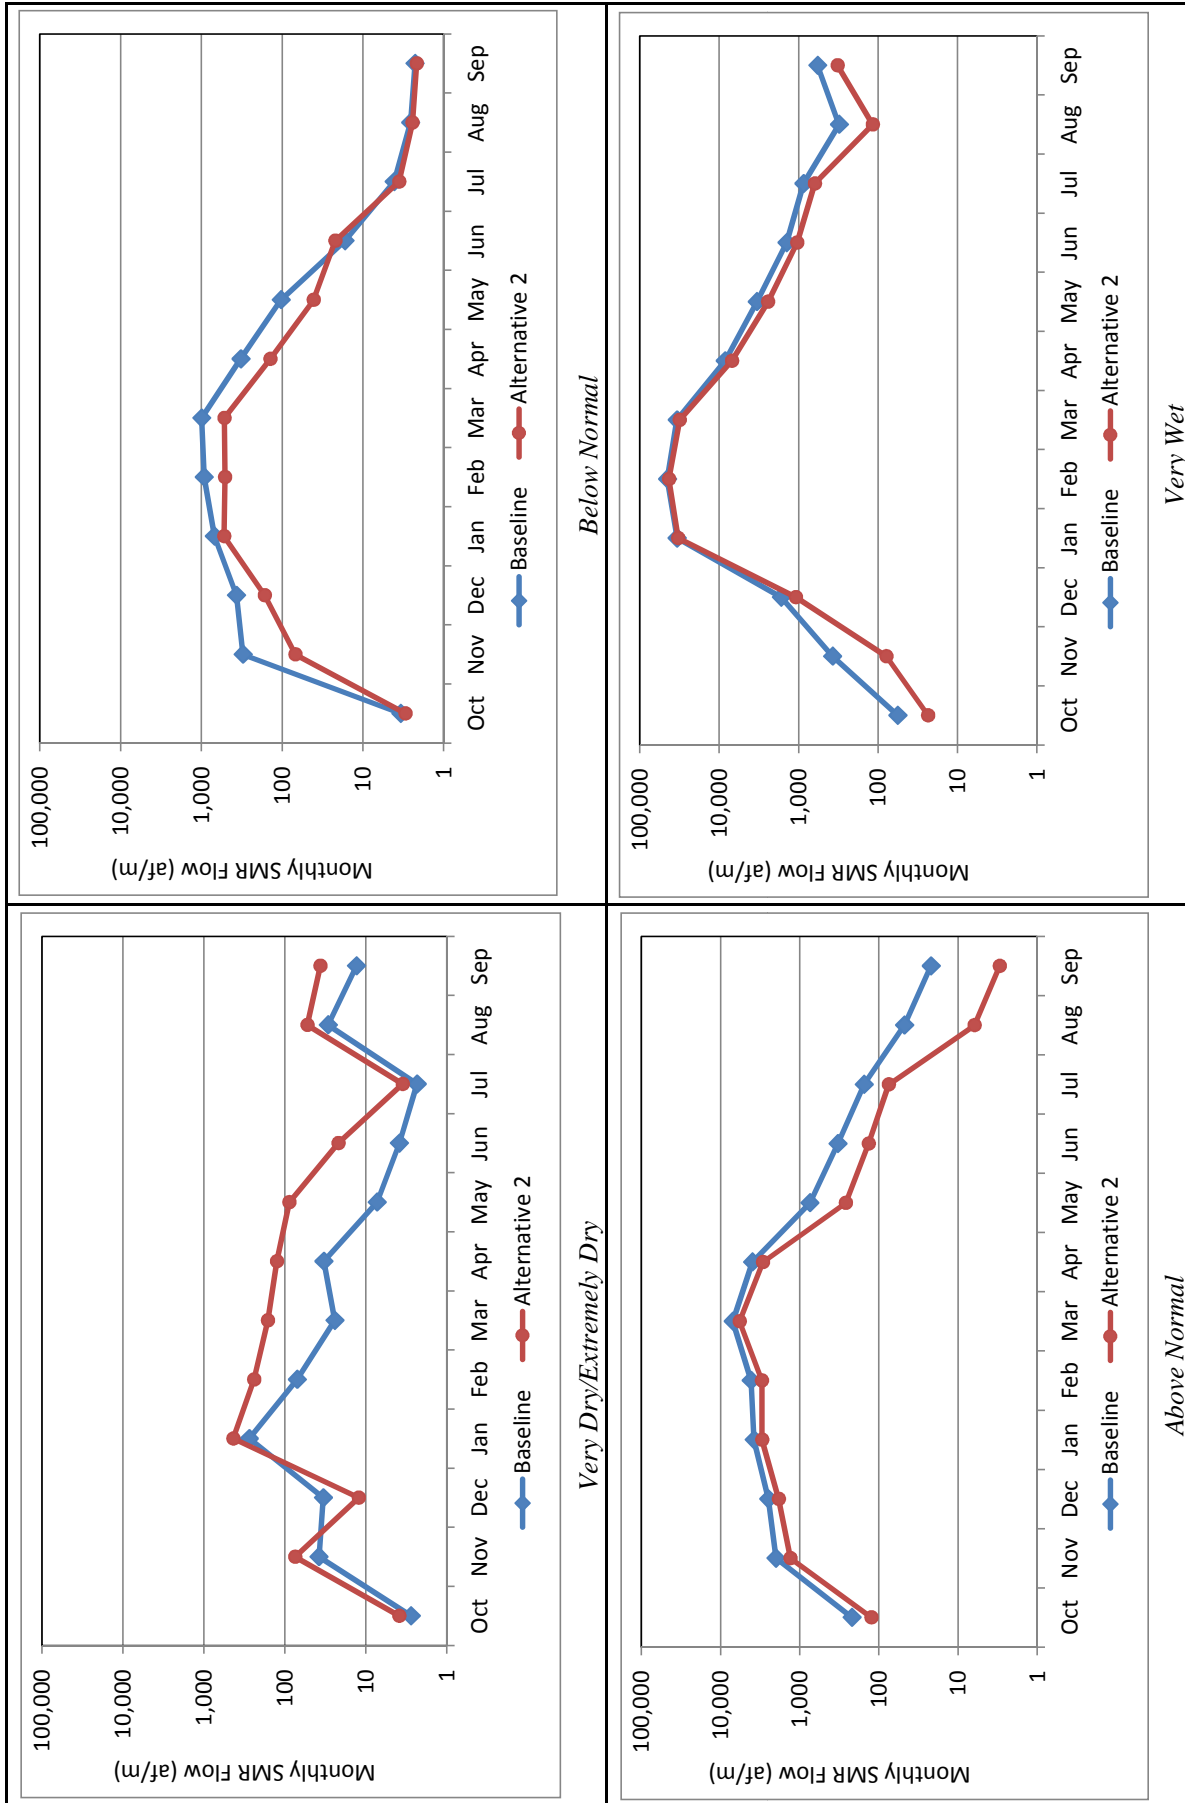 100,000
10,000
1,000
100
10
1
Monthly SMR Flow (af/m)
Oct Nov Dec Jan Feb Mar Apr May Jun Jul Aug Sep
Baseline Alternative 2
Very Dry/Extremely Dry
100,000
10,000
1,000
100
10
1
Monthly SMR Flow (af/m)
Oct Nov Dec Jan Feb Mar Apr May Jun Jul Aug Sep
Baseline Alternative 2
Below Normal
100,000
10,000
1,000
100
10
1
Monthly SMR Flow (af/m)
Oct Nov Dec Jan Feb Mar Apr May Jun Jul Aug Sep
Baseline Alternative 2
Above Normal
100,000
10,000
1,000
100
10
1
Monthly SMR Flow (af/m)
Oct Nov Dec Jan Feb Mar Apr May Jun Jul Aug Sep
Baseline Alternative 2
Very Wet